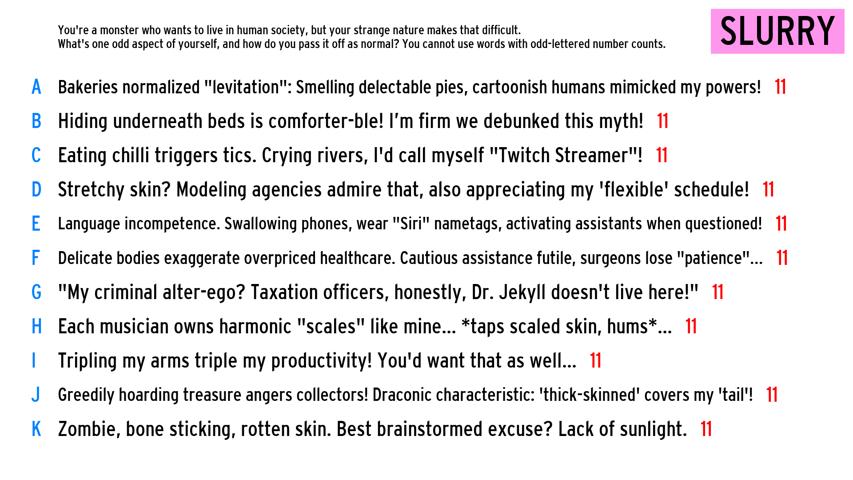 You're a monster who wants to live in human society, but your strange nature makes that difficult.
What's one odd aspect of yourself, and how do you pass it off as normal? You cannot use words with odd-lettered number counts.
SLURRY
A Bakeries normalized "levitation": Smelling delectable pies, cartoonish humans mimicked my powers! 11
B Hiding underneath beds is comforter-ble! I'm firm we debunked this myth! 11
C Eating chilli triggers tics. Crying rivers, I'd call myself "Twitch Streamer"! 11
D Stretchy skin? Modeling agencies admire that, also appreciating my 'flexible' schedule! 11
E Language incompetence. Swallowing phones, wear "Siri" nametags, activating assistants when questioned! 11
F Delicate bodies exaggerate overpriced healthcare. Cautious assistance futile, surgeons lose "patience"... 11
G "My criminal alter-ego? Taxation officers, honestly, Dr. Jekyll doesn't live here!" 11
H Each musician owns harmonic "scales" like mine... *taps scaled skin, hums*... 11
I Tripling my arms triple my productivity! You'd want that as well... 11
J Greedily hoarding treasure angers collectors! Draconic characteristic: 'thick-skinned' covers my 'tail'! 11
K Zombie, bone sticking, rotten skin. Best brainstormed excuse? Lack of sunlight. 11